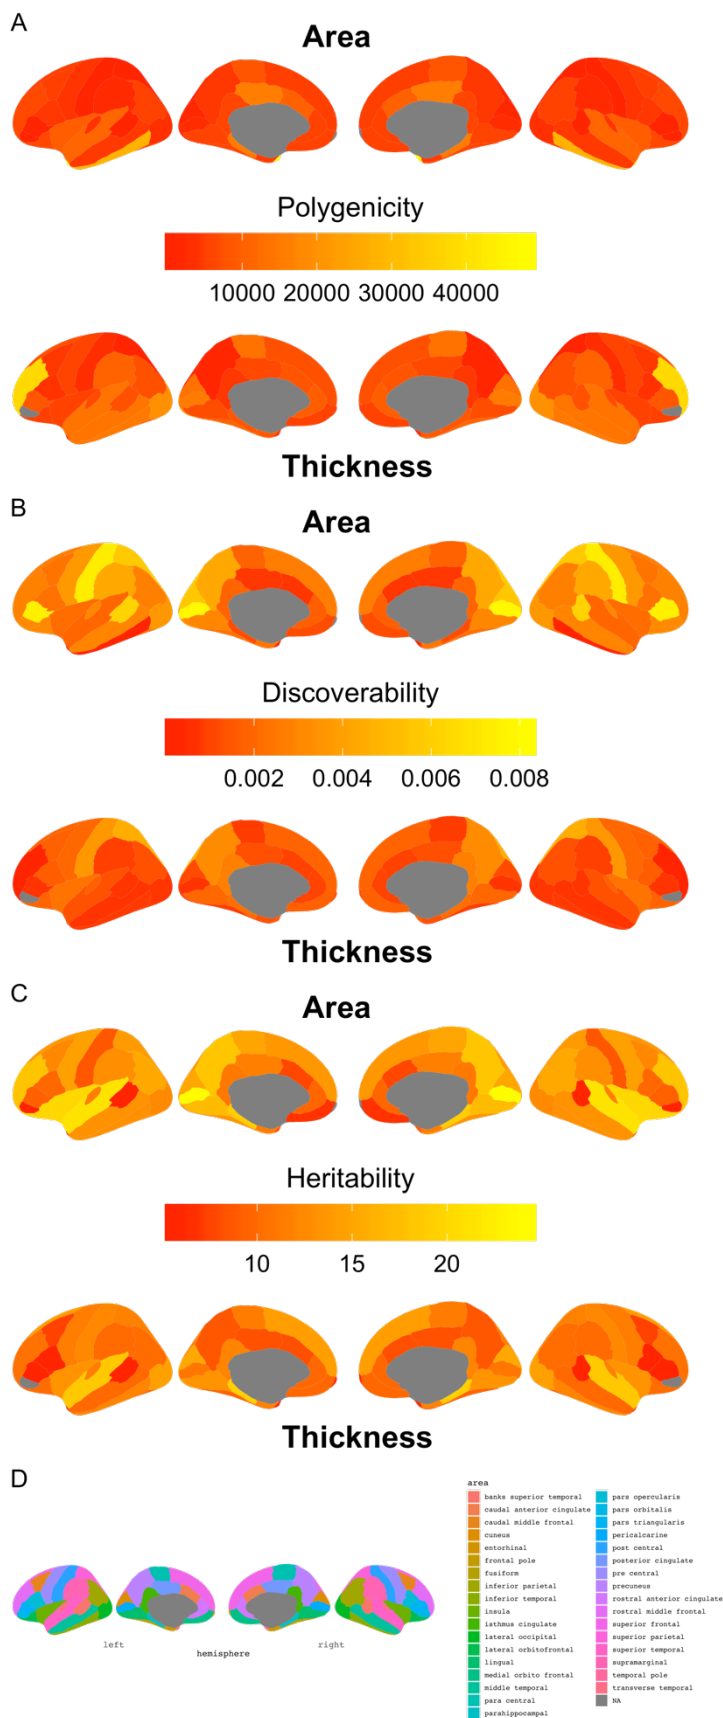 A
Area
Polygenicity
10000 20000 30000 40000
Thickness
B
Area
Discoverability
0.002 0.004 0.006 0.008
Thickness
C
Area
Heritability
10 15 20
Thickness
D
left
hemisphere
right
area
banks superior temporal
caudal anterior cingulate
caudal middle frontal
cuneus
entorhinal
frontal pole
fusiform
inferior parietal
inferior temporal
insula
isthmus cingulate
lateral occipital
lateral orbitofrontal
lingual
medial orbito frontal
middle temporal
para central
parahippocampal
pars opercularis
pars orbitalis
pars triangularis
pericalcarine
post central
posterior cingulate
pre central
precuneus
rostral anterior cingulate
rostral middle frontal
superior frontal
superior parietal
superior temporal
supramarginal
temporal pole
transverse temporal
NA